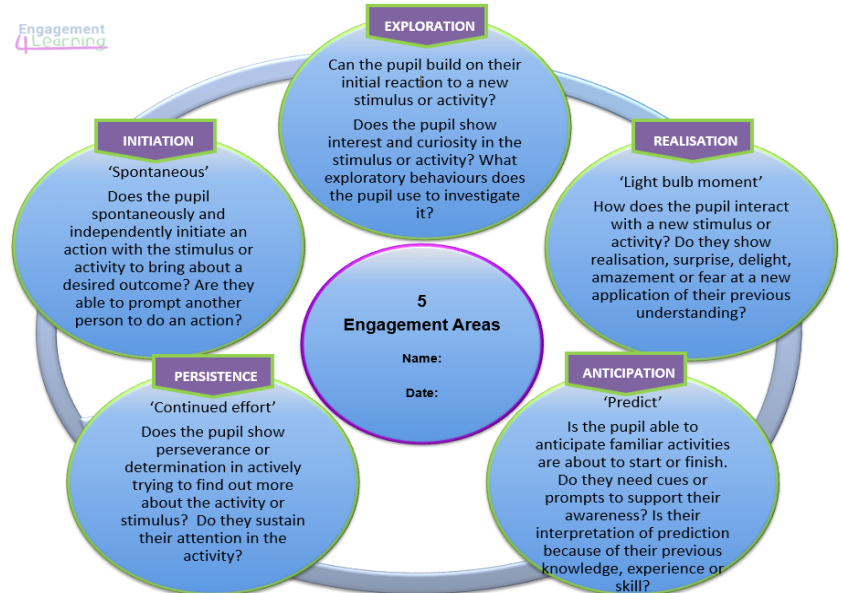 Engagement
4Learning
EXPLORATION
Can the pupil build on their
initial reaction to a new
stimulus or activity?
Does the pupil show
interest and curiosity in the
stimulus or activity? What
exploratory behaviours does
the pupil use to investigate
it?
REALISATION
‘Light bulb moment’
How does the pupil interact
with a new stimulus or
activity? Do they show
realisation, surprise, delight,
amazement or fear at a new
application of their previous
understanding?
ANTICIPATION
‘Predict’
Is the pupil able to
anticipate familiar activities
are about to start or finish.
Do they need cues or
prompts to support their
awareness? Is their
interpretation of prediction
because of their previous
knowledge, experience or
skill?
PERSISTENCE
‘Continued effort’
Does the pupil show
perseverance or
determination in actively
trying to find out more
about the activity or
stimulus?  Do they sustain
their attention in the
activity?
INITIATION
‘Spontaneous’
Does the pupil
spontaneously and
independently initiate an
action with the stimulus or
activity to bring about a
desired outcome? Are they
able to prompt another
person to do an action?
5
Engagement Areas
Name:
Date: